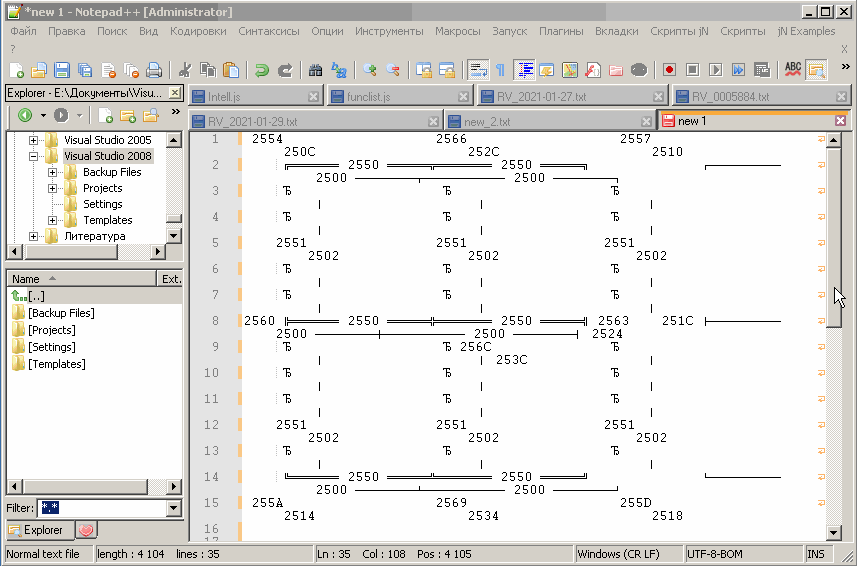 *new 1 - Notepad++ [Administrator]
Файл Правка Поиск Вид Кодировки Синтаксисы Опции Инструменты Макросы Запуск Плагины Вкладки Скрипты jN Скрипты jN Examples
? X
ABC
Explorer - E:\Документы\Visu...
Intell.js funclist.js RV_2021-01-27.txt RV_0005884.txt
RV_2021-01-29.txt new_2.txt new 1
Visual Studio 2005
Visual Studio 2008
Backup Files
Projects
Settings
Templates
Литература
Name Ext.
[..]
[Backup Files]
[Projects]
[Settings]
[Templates]
Filter: *.*
Explorer
1 2554 2566 2557
250C 252C 2510
2 2550 2550
2500 2500
3 Ђ Ђ Ђ
4 Ђ Ђ Ђ
5 2551 2551 2551
2502 2502 2502
6 Ђ Ђ Ђ
7 Ђ Ђ Ђ
8 2560 2550 2550 2563 251C
2500 2500 2524
9 Ђ Ђ 256C Ђ
253C
10 Ђ Ђ Ђ
11 Ђ Ђ Ђ
12 2551 2551 2551
2502 2502 2502
13 Ђ Ђ Ђ
14 2550 2550
2500 2500
15 255A 2569 255D
2514 2534 2518
16
Normal text file length : 4 104 lines : 35 Ln : 35 Col : 108 Pos : 4 105 Windows (CR LF) UTF-8-BOM INS